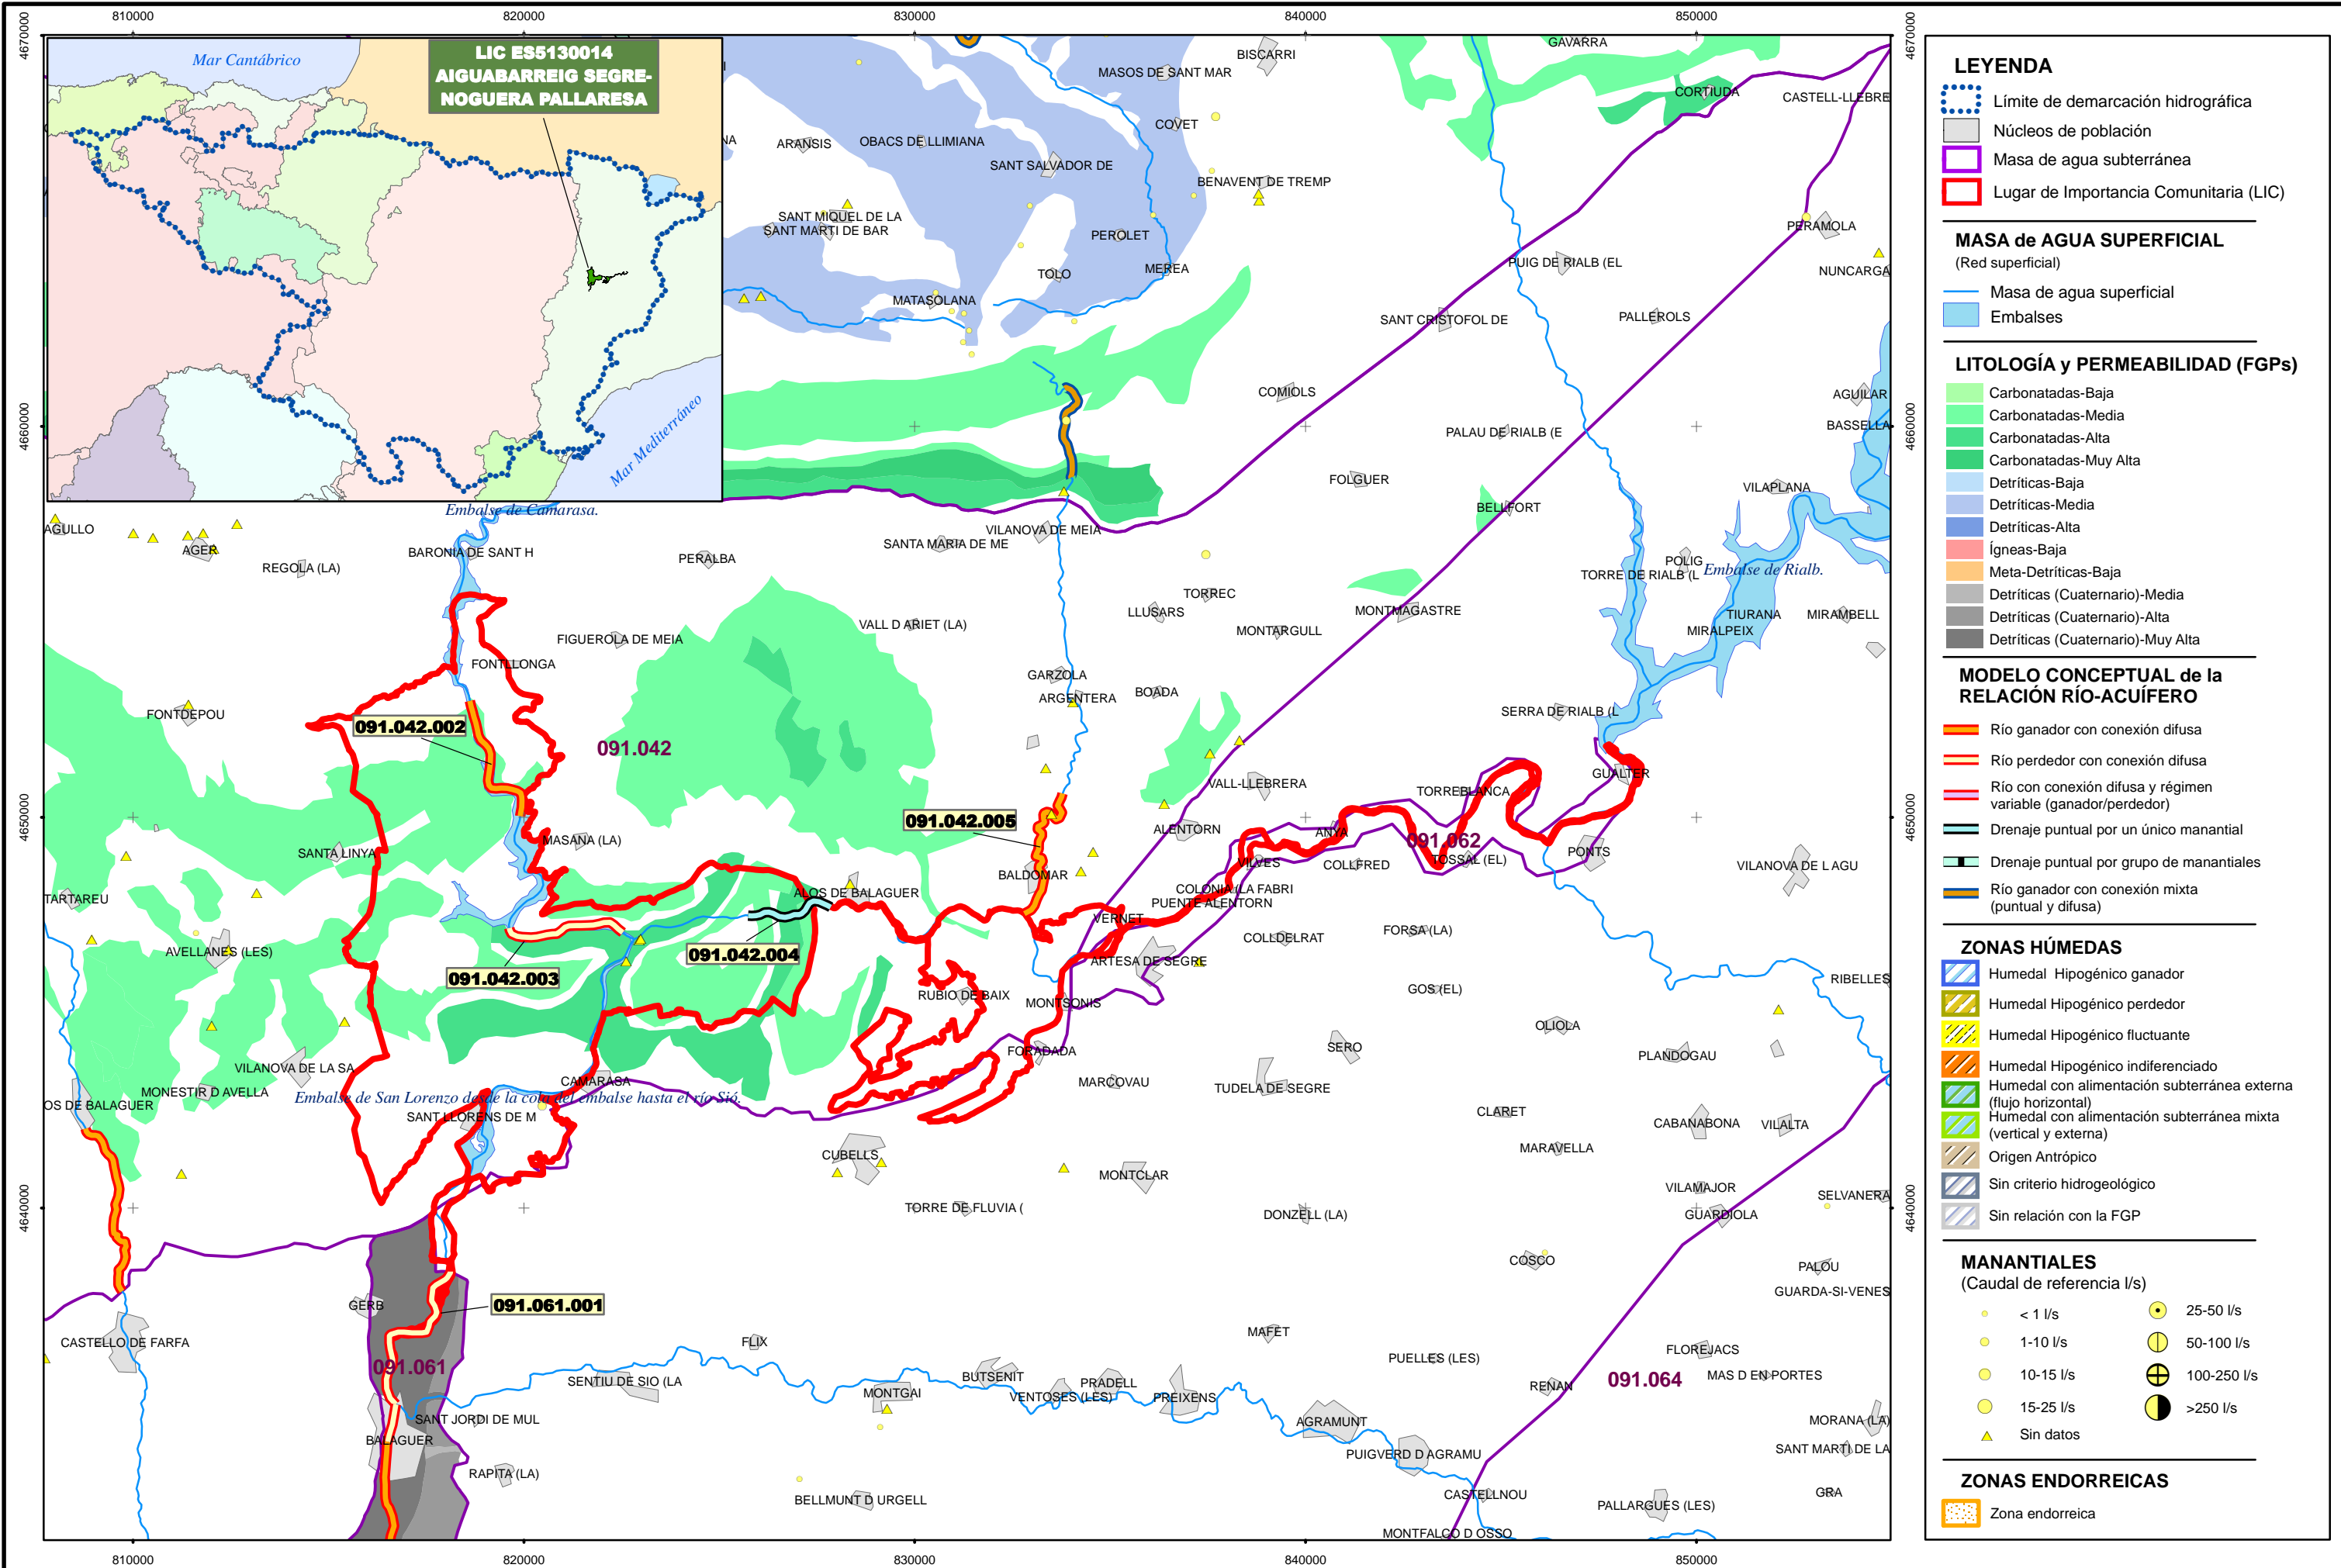 810000
820000
830000
840000
850000
4670000
4660000
4650000
4640000
4670000
4660000
4650000
4640000
Mar Cantábrico
LIC ES5130014
AIGUABARREIG SEGRE-
NOGUERA PALLARESA
Mar Mediterráneo
GAVARRA
BISCARRI
MASOS DE SANT MAR
CORTIUDA
CASTELL-LLEBRE
COVET
NA
ARANSIS
OBACS DE LLIMIANA
SANT SALVADOR DE
BENAVENT DE TREMP
SANT MIQUEL DE LA
SANT MARTI DE BAR
PEROLET
PERAMOLA
TOLO
MEREA
PUIG DE RIALB (EL
NUNCARGA
MATASOLANA
SANT CRISTOFOL DE
PALLEROLS
COMIOLS
AGUILAR
PALAU DE RIALB (E
BASSELLA
FOLGUER
VILAPLANA
BELLFORT
Embalse de Camarasa.
AGULLO
AGER
BARONIA DE SANT H
REGOLA (LA)
PERALBA
SANTA MARIA DE ME
VILANOVA DE MEIA
POLIG
TORRE DE RIALB (L
Embalse de Rialb.
TORREC
LLUSARS
MONTMAGASTRE
TIURANA
MIRAMBELL
MIRALPEIX
VALL D ARIET (LA)
MONTARGULL
FIGUEROLA DE MEIA
FONTLLONGA
GARZOLA
ARGENTERA
BOADA
FONTDEPOU
SERRA DE RIALB (L
091.042.002
091.042
GUALTER
VALL-LLEBRERA
TORREBLANCA
091.042.005
ALENTORN
ANYA
091.062
MASANA (LA)
SANTA LINYA
VILVES
COLLFRED
TOSSAL (EL)
PONTS
VILANOVA DE L AGU
BALDOMAR
TARTAREU
ALOS DE BALAGUER
COLONIA (LA FABRI
PUENTE ALENTORN
VERNET
FORSA (LA)
COLLDELRAT
AVELLANES (LES)
091.042.004
091.042.003
ARTESA DE SEGRE
RIBELLES
RUBIO DE BAIX
MONTSONIS
GOS (EL)
OLIOLA
SERO
FORADADA
PLANDOGAU
VILANOVA DE LA SA
MONESTIR D AVELLA
CAMARASA
MARCOVAU
TUDELA DE SEGRE
Embalse de San Lorenzo desde la cola del embalse hasta el río Sió.
OS DE BALAGUER
SANT LLORENS DE M
CLARET
CABANABONA
VILALTA
MARAVELLA
CUBELLS
MONTCLAR
VILAMAJOR
SELVANERA
TORRE DE FLUVIA (
DONZELL (LA)
GUARDIOLA
COSCO
PALOU
GUARDA-SI-VENES
GERB
091.061.001
CASTELLO DE FARFA
FLIX
MAFET
FLOREJACS
091.061
PUELLES (LES)
MAS D EN PORTES
SENTIU DE SIO (LA
BUTSENIT
PRADELL
RENAN
091.064
MONTGAI
VENTOSES (LES)
PREIXENS
SANT JORDI DE MUL
AGRAMUNT
MORANA (LA)
BALAGUER
PUIGVERD D AGRAMU
SANT MARTI DE LA
RAPITA (LA)
BELLMUNT D URGELL
CASTELLNOU
PALLARGUES (LES)
GRA
MONTFALCO D OSSO
810000
820000
830000
840000
850000
LEYENDA
Límite de demarcación hidrográfica
Núcleos de población
Masa de agua subterránea
Lugar de Importancia Comunitaria (LIC)
MASA de AGUA SUPERFICIAL
(Red superficial)
Masa de agua superficial
Embalses
LITOLOGÍA y PERMEABILIDAD (FGPs)
Carbonatadas-Baja
Carbonatadas-Media
Carbonatadas-Alta
Carbonatadas-Muy Alta
Detríticas-Baja
Detríticas-Media
Detríticas-Alta
Ígneas-Baja
Meta-Detríticas-Baja
Detríticas (Cuaternario)-Media
Detríticas (Cuaternario)-Alta
Detríticas (Cuaternario)-Muy Alta
MODELO CONCEPTUAL de la
RELACIÓN RÍO-ACUÍFERO
Río ganador con conexión difusa
Río perdedor con conexión difusa
Río con conexión difusa y régimen
variable (ganador/perdedor)
Drenaje puntual por un único manantial
Drenaje puntual por grupo de manantiales
Río ganador con conexión mixta
(puntual y difusa)
ZONAS HÚMEDAS
Humedal Hipogénico ganador
Humedal Hipogénico perdedor
Humedal Hipogénico fluctuante
Humedal Hipogénico indiferenciado
Humedal con alimentación subterránea externa
(flujo horizontal)
Humedal con alimentación subterránea mixta
(vertical y externa)
Origen Antrópico
Sin criterio hidrogeológico
Sin relación con la FGP
MANANTIALES
(Caudal de referencia l/s)
< 1 l/s
1-10 l/s
10-15 l/s
15-25 l/s
Sin datos
25-50 l/s
50-100 l/s
100-250 l/s
>250 l/s
ZONAS ENDORREICAS
Zona endorreica